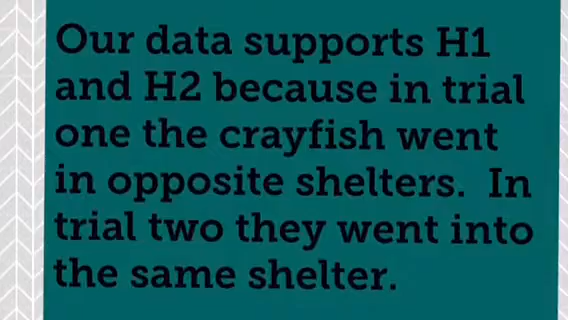 Our data supports H1
and H2 because in trial
one the crayfish went
in opposite shelters.  In
trial two they went into
the same shelter.